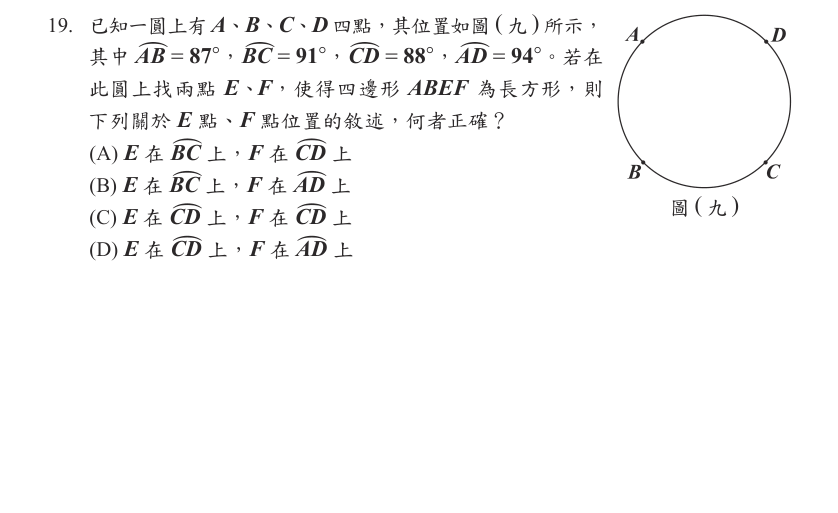 19. 已知一圓上有 A、B、C、D 四點，其位置如圖(九)所示，
其中 AB⌢ = 87°，BC⌢ = 91°，CD⌢ = 88°，AD⌢ = 94°。若在
此圓上找兩點 E、F，使得四邊形 ABEF 為長方形，則
下列關於 E 點、F 點位置的敘述，何者正確？
(A) E 在 BC⌢ 上，F 在 CD⌢ 上
(B) E 在 BC⌢ 上，F 在 AD⌢ 上
(C) E 在 CD⌢ 上，F 在 CD⌢ 上
(D) E 在 CD⌢ 上，F 在 AD⌢ 上
A
D
B
C
圖(九)